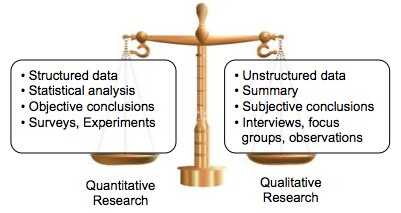 • Structured data
• Statistical analysis
• Objective conclusions
• Surveys, Experiments
Quantitative
Research
• Unstructured data
• Summary
• Subjective conclusions
• Interviews, focus
groups, observations
Qualitative
Research